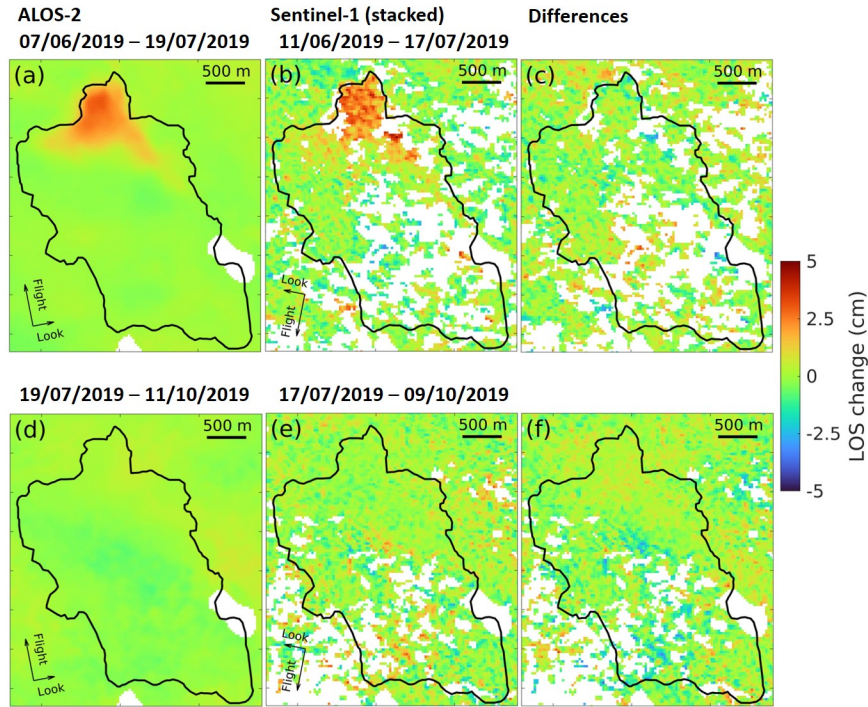 ALOS-2
Sentinel-1 (stacked)
Differences
07/06/2019 – 19/07/2019
11/06/2019 – 17/07/2019
(a)
500 m
(b)
500 m
(c)
500 m
Flight
Look
Look
Flight
5
2.5
0
-2.5
-5
LOS change (cm)
19/07/2019 – 11/10/2019
17/07/2019 – 09/10/2019
(d)
500 m
(e)
500 m
(f)
500 m
Flight
Look
Look
Flight